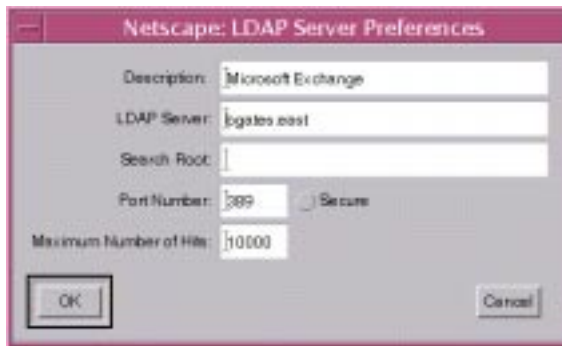 Netscape: LDAP Server Preferences
Description: Microsoft Exchange
LDAP Server: bgates.east
Search Root:
Port Number: 389 Secure
Maximum Number of Hits: 10000
OK Cancel